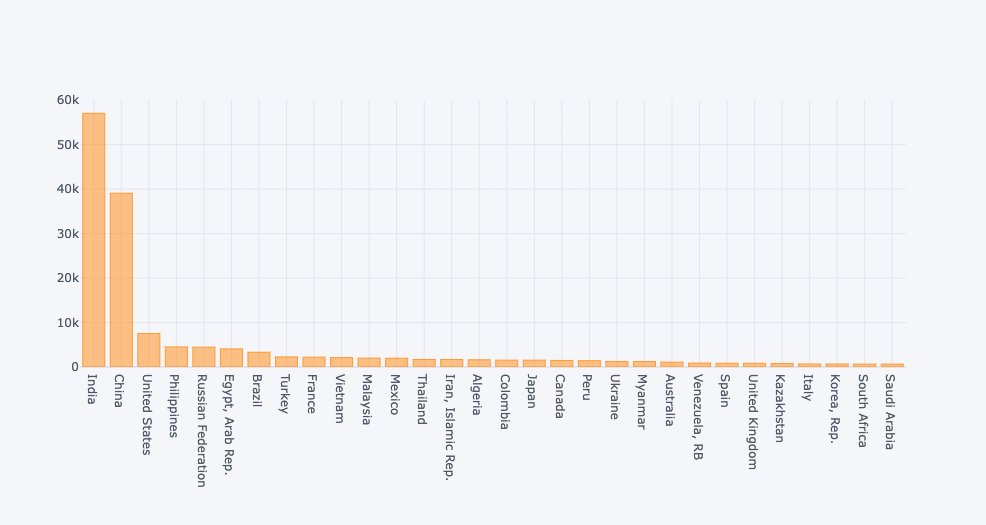 60k
50k
40k
30k
20k
10k
0
India
China
United States
Philippines
Russian Federation
Egypt, Arab Rep.
Brazil
Turkey
France
Vietnam
Malaysia
Mexico
Thailand
Iran, Islamic Rep.
Algeria
Colombia
Japan
Canada
Peru
Ukraine
Myanmar
Australia
Venezuela, RB
Spain
United Kingdom
Kazakhstan
Italy
Korea, Rep.
South Africa
Saudi Arabia